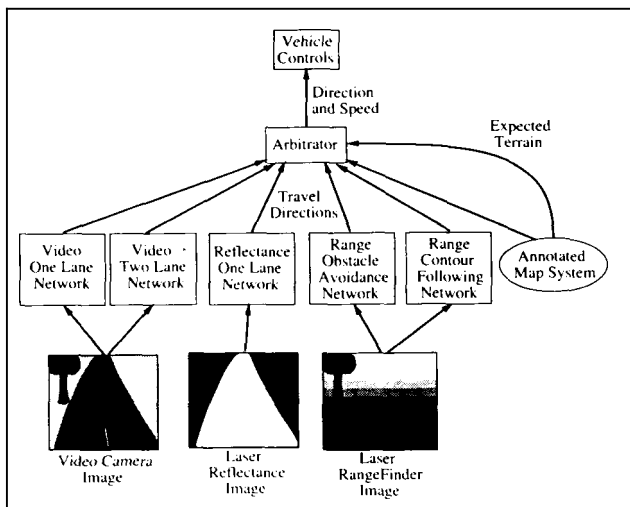 Vehicle
Controls
Direction
and Speed
Expected
Terrain
Arbitrator
Travel
Directions
Video
One Lane
Network
Video
Two Lane
Network
Reflectance
One Lane
Network
Range
Obstacle
Avoidance
Network
Range
Contour
Following
Network
Annotated
Map System
Video Camera
Image
Laser
Reflectance
Image
Laser
RangeFinder
Image